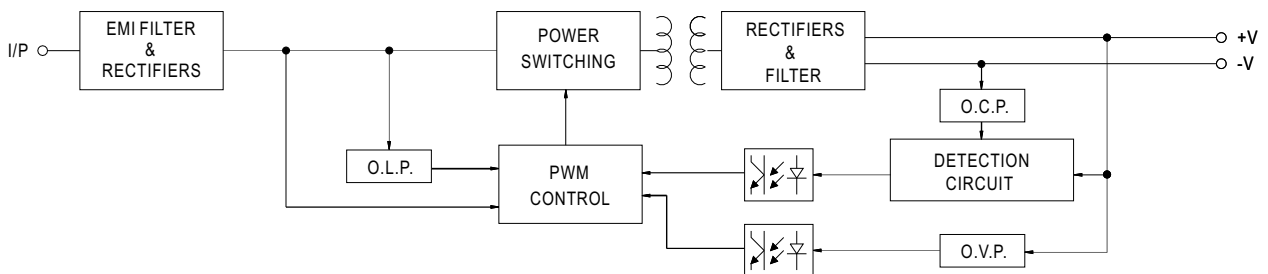 I/P
EMI FILTER
&
RECTIFIERS
POWER
SWITCHING
RECTIFIERS
&
FILTER
+V
-V
O.C.P.
O.L.P.
PWM
CONTROL
DETECTION
CIRCUIT
O.V.P.